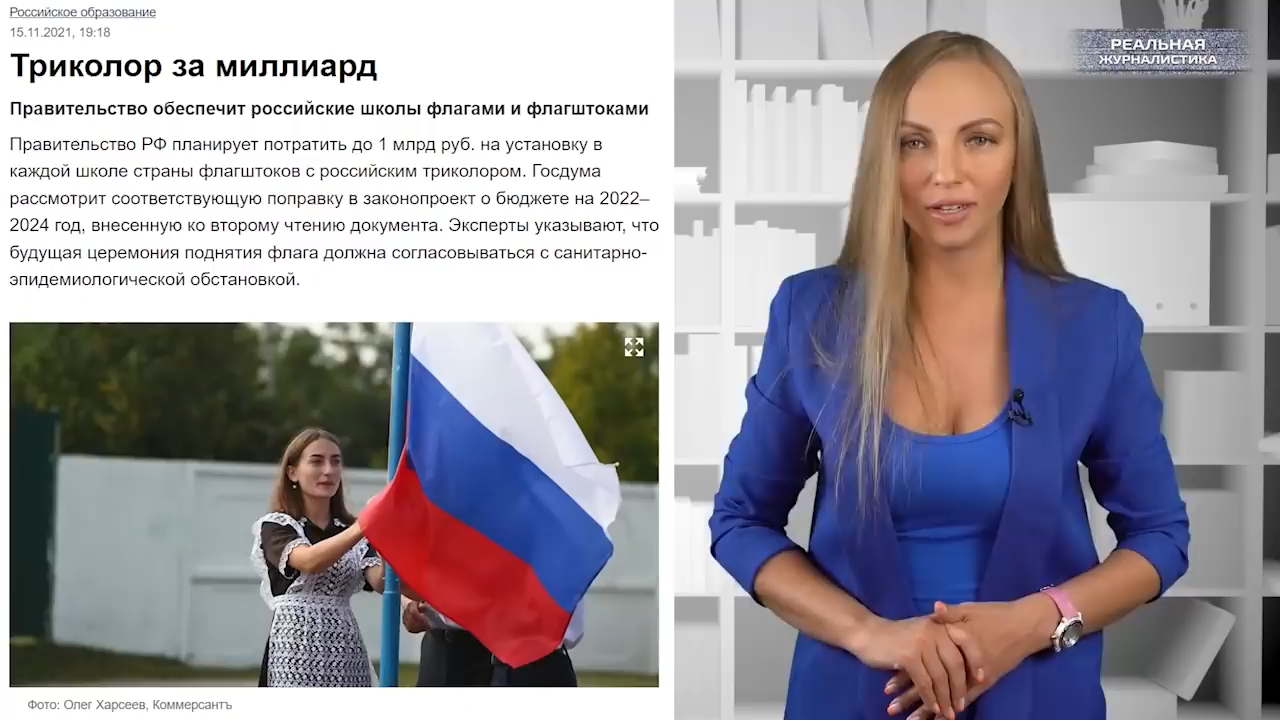 Российское образование
15.11.2021, 19:18
Триколор за миллиард
Правительство обеспечит российские школы флагами и флагштоками
Правительство РФ планирует потратить до 1 млрд руб. на установку в
каждой школе страны флагштоков с российским триколором. Госдума
рассмотрит соответствующую поправку в законопроект о бюджете на 2022–
2024 год, внесенную ко второму чтению документа. Эксперты указывают, что
будущая церемония поднятия флага должна согласовываться с санитарно-
эпидемиологической обстановкой.
Фото: Олег Харсеев, Коммерсантъ
РЕАЛЬНАЯ
ЖУРНАЛИСТИКА